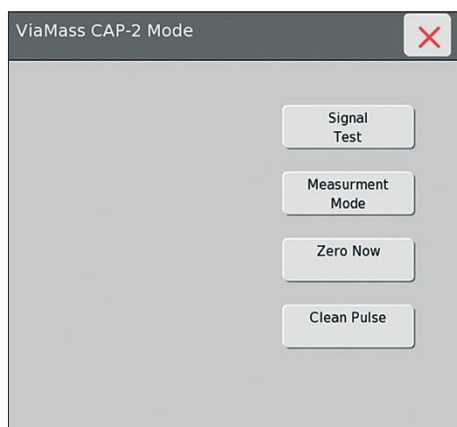 ViaMass CAP-2 Mode
Signal
Test
Measurment
Mode
Zero Now
Clean Pulse